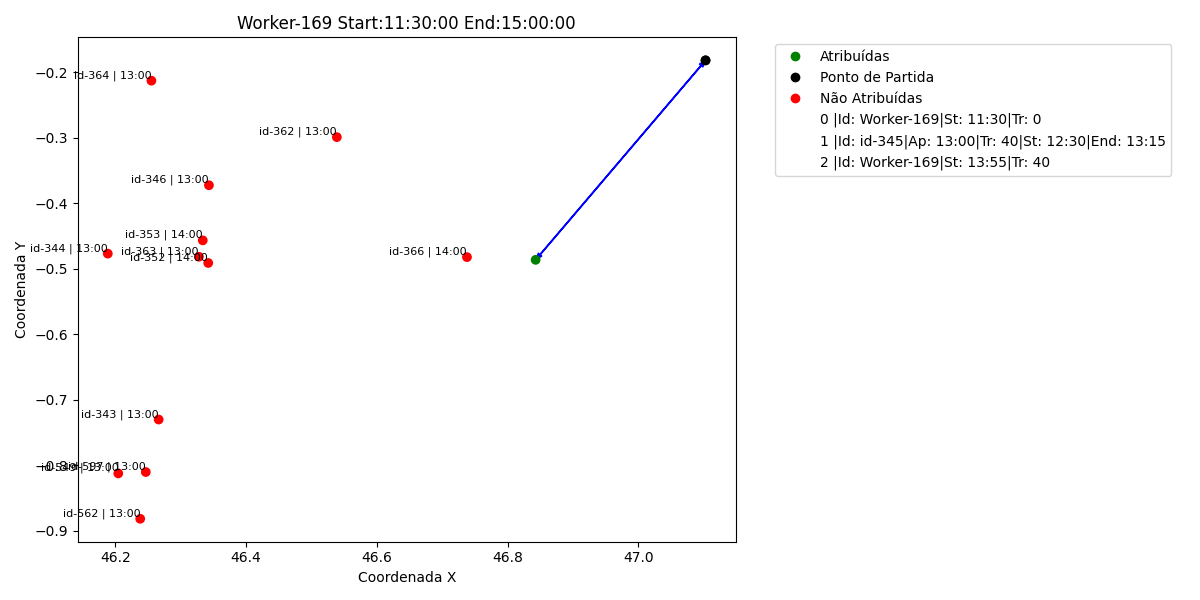 Worker-169 Start:11:30:00 End:15:00:00
Coordenada Y
−0.2
−0.3
−0.4
−0.5
−0.6
−0.7
−0.8
−0.9
id-364 | 13:00
id-362 | 13:00
id-346 | 13:00
id-353 | 14:00
id-344 | 13:00
id-363 | 13:00
id-352 | 14:00
id-366 | 14:00
id-343 | 13:00
id-597 | 13:00
id-562 | 13:00
46.2
46.4
46.6
46.8
47.0
Coordenada X
Atribuídas
Ponto de Partida
Não Atribuídas
0 |Id: Worker-169|St: 11:30|Tr: 0
1 |Id: id-345|Ap: 13:00|Tr: 40|St: 12:30|End: 13:15
2 |Id: Worker-169|St: 13:55|Tr: 40